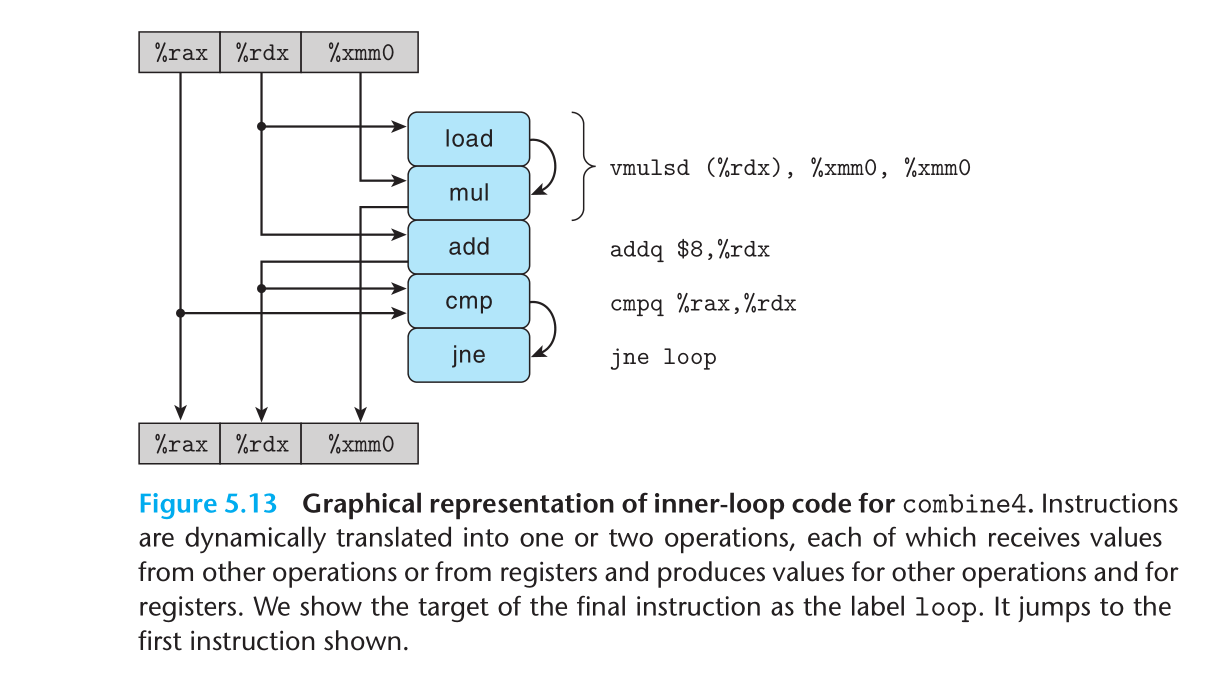 %rax %rdx %xmm0
load
mul
vmulsd (%rdx), %xmm0, %xmm0
add
addq $8,%rdx
cmp
cmpq %rax,%rdx
jne
jne loop
%rax %rdx %xmm0
Figure 5.13 Graphical representation of inner-loop code for combine4. Instructions
are dynamically translated into one or two operations, each of which receives values
from other operations or from registers and produces values for other operations and for
registers. We show the target of the final instruction as the label loop. It jumps to the
first instruction shown.